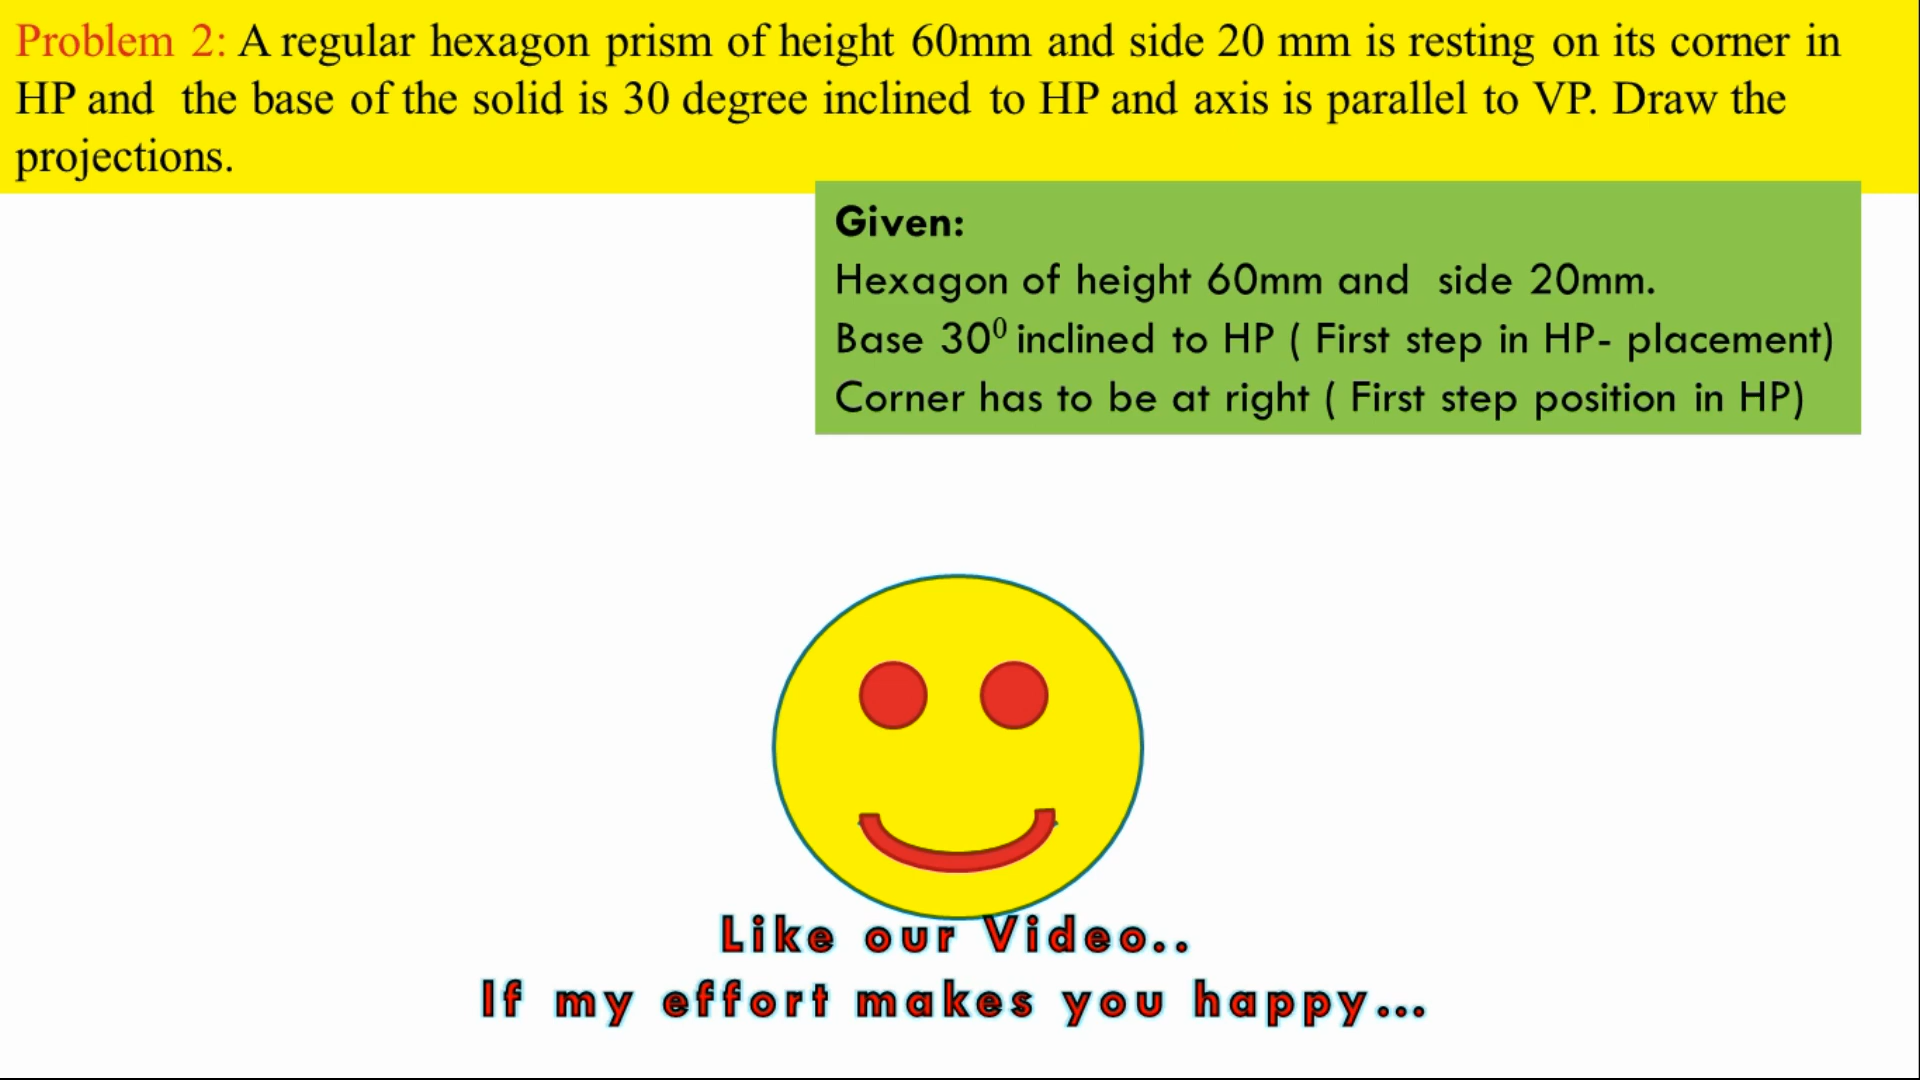 Problem 2: A regular hexagon prism of height 60mm and side 20 mm is resting on its corner in
HP and the base of the solid is 30 degree inclined to HP and axis is parallel to VP. Draw the
projections.
Given:
Hexagon of height 60mm and side 20mm.
Base 30⁰ inclined to HP ( First step in HP- placement)
Corner has to be at right ( First step position in HP)
Like our Video..
If my effort makes you happy...